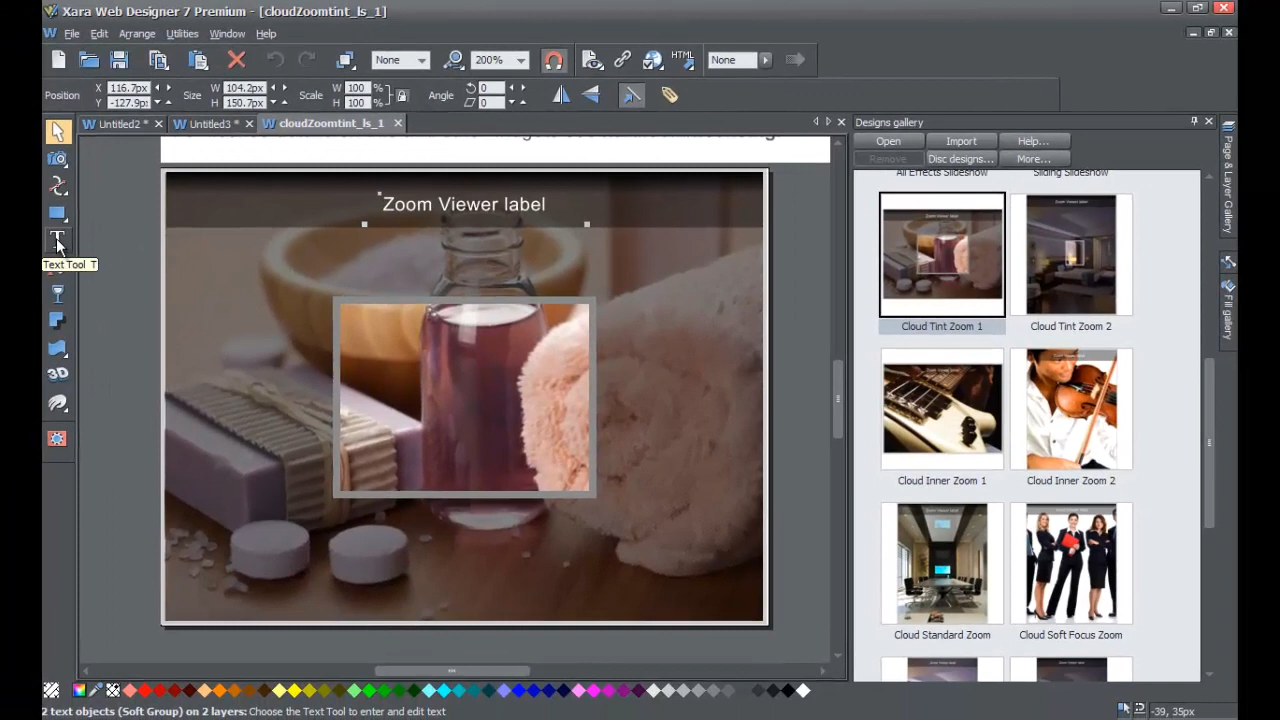 Xara Web Designer 7 Premium - [cloudZoomtint_ls_1]
File Edit Arrange Utilities Window Help
None 200% HTML None
Position X 116.7px Size W 104.2px Scale W 100 % Angle 0
Y -127.9px H 150.7px H 100 % 0
Untitled2 * Untitled3 * cloudZoomtint_ls_1
Designs gallery
Open Import Help...
Remove Disc designs... More...
All Effects Slideshow Sliding Slideshow
Zoom Viewer label
T
Text Tool T
3D
Cloud Tint Zoom 1 Cloud Tint Zoom 2
Cloud Inner Zoom 1 Cloud Inner Zoom 2
Cloud Standard Zoom Cloud Soft Focus Zoom
Page & Layer Gallery
Fill gallery
2 text objects (Soft Group) on 2 layers: Choose the Text Tool to enter and edit text
-39, 35px